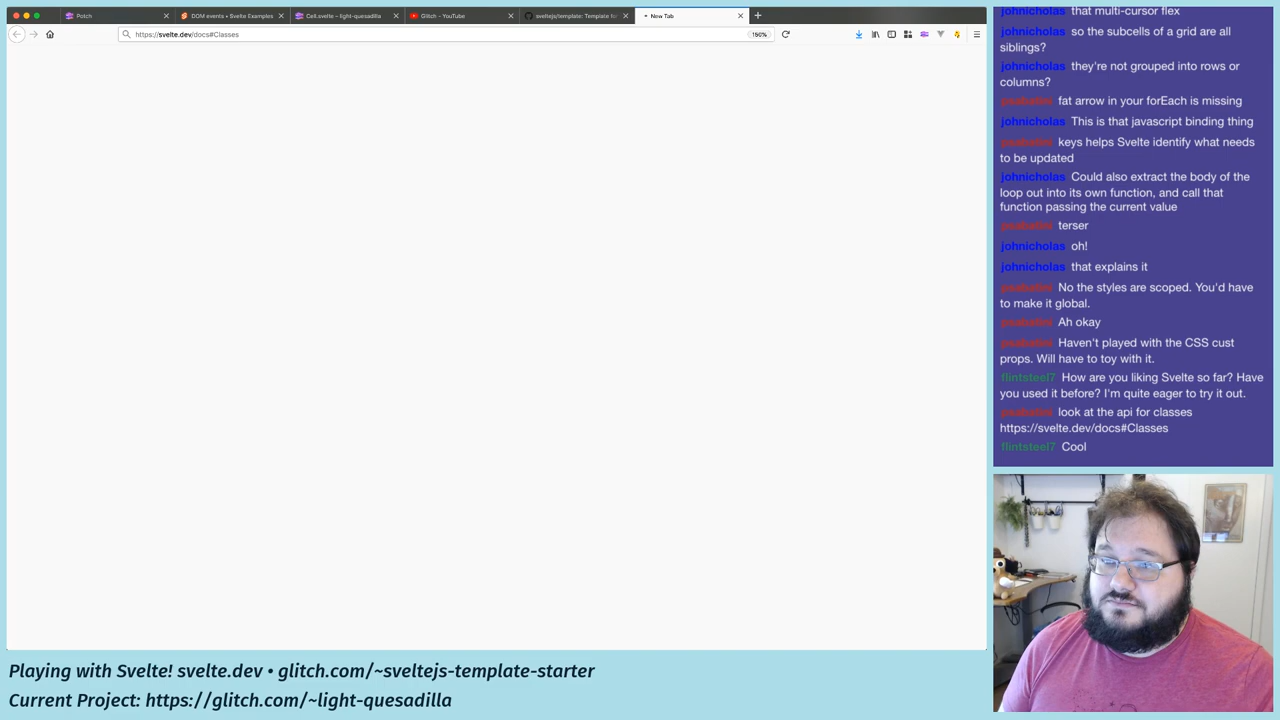 Potch
DOM events • Svelte Examples
Cell.svelte – light-quesadilla
Glitch - YouTube
sveltejs/template: Template for
New Tab
https://svelte.dev/docs#Classes
150%
johnicholas that multi-cursor flex
johnicholas so the subcells of a grid are all
siblings?
johnicholas they're not grouped into rows or
columns?
fat arrow in your forEach is missing
johnicholas This is that javascript binding thing
keys helps Svelte identify what needs
to be updated
johnicholas Could also extract the body of the
loop out into its own function, and call that
function passing the current value
terser
johnicholas oh!
johnicholas that explains it
No the styles are scoped. You'd have
to make it global.
Ah okay
Haven't played with the CSS cust
props. Will have to toy with it.
flintsteel7 How are you liking Svelte so far? Have
you used it before? I'm quite eager to try it out.
look at the api for classes
https://svelte.dev/docs#Classes
flintsteel7 Cool
Playing with Svelte! svelte.dev • glitch.com/~sveltejs-template-starter
Current Project: https://glitch.com/~light-quesadilla